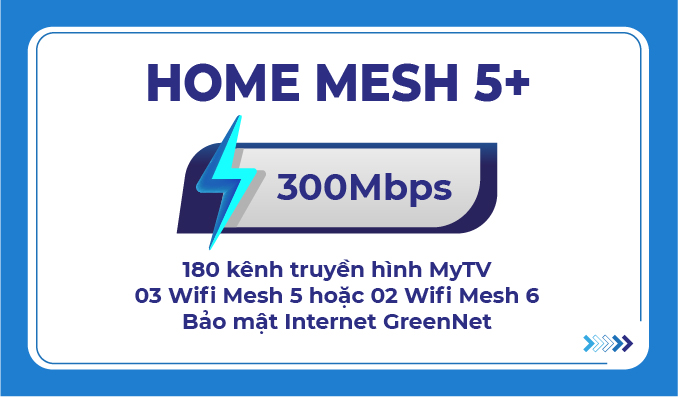 HOME MESH 5+
300Mbps
180 kênh truyền hình MyTV
03 Wifi Mesh 5 hoặc 02 Wifi Mesh 6
Bảo mật Internet GreenNet